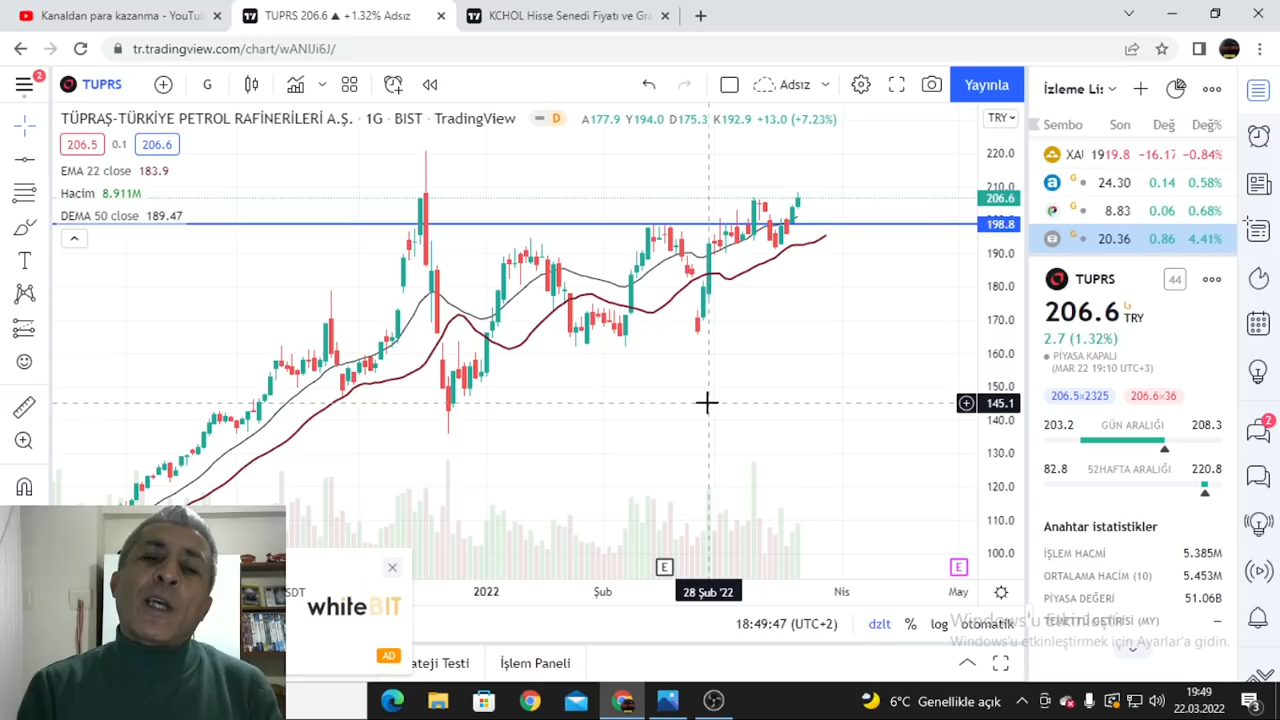 Kanaldan para kazanma - YouTu
TUPRS 206.6 ▲ +1.32% Adsız
KCHOL Hisse Senedi Fiyatı ve Gra
tr.tradingview.com/chart/wANIJi6J/
2
TUPRS
G
Adsız
Yayınla
İzleme Lis
TÜPRAŞ-TÜRKİYE PETROL RAFİNERİLERİ A.Ş. · 1G · BIST · TradingView
D
A177.9 Y194.0 D175.3 K192.9 +13.0 (+7.23%)
TRY
206.5 0.1 206.6
EMA 22 close 183.9
Hacim 8.911M
DEMA 50 close 189.47
220.0
210.0
206.6
198.8
190.0
180.0
170.0
160.0
150.0
145.1
140.0
130.0
120.0
110.0
100.0
Sembo Son Değ Değ%
XAU 1919.8 -16.17 -0.84%
G 24.30 0.14 0.58%
G 8.83 0.06 0.68%
G 20.36 0.86 4.41%
TUPRS
44
206.6 G TRY
2.7 (1.32%)
PİYASA KAPALI
(MAR 22 19:10 UTC+3)
206.5×2325 206.6×36
203.2 GÜN ARALIĞI 208.3
82.8 52HAFTA ARALIĞI 220.8
2
Anahtar istatistikler
İŞLEM HACMİ 5.385M
ORTALAMA HACİM (10) 5.453M
PİYASA DEĞERİ 51.06B
TEMETTÜ GETİRİSİ (MY) –
E
E
2022 Şub 28 Şub '22 Nis May
18:49:47 (UTC+2) dzlt % log otomatik
Windows'u Etkinleştir
Windows'u etkinleştirmek için Ayarlar'a gidin.
SDT
whiteBIT
AD
ateji Testi İşlem Paneli
6°C Genellikle açık
19:49
22.03.2022
3